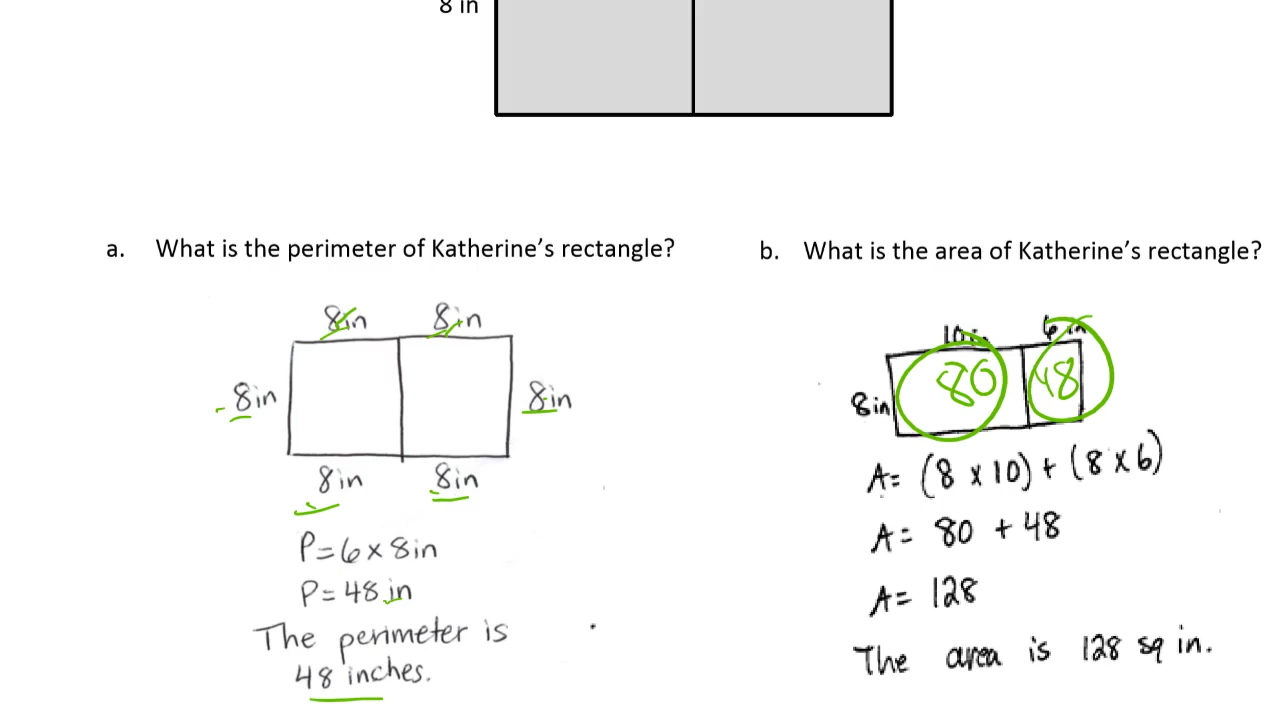 8 in
a. What is the perimeter of Katherine's rectangle?
8in 8in
8in 8in
8in 8in
P=6x8in
P=48in
The perimeter is
48 inches.
b. What is the area of Katherine's rectangle?
10in 6in
8in 80 48
A= (8 x 10) + (8 x 6)
A= 80 + 48
A= 128
The area is 128 sq in.